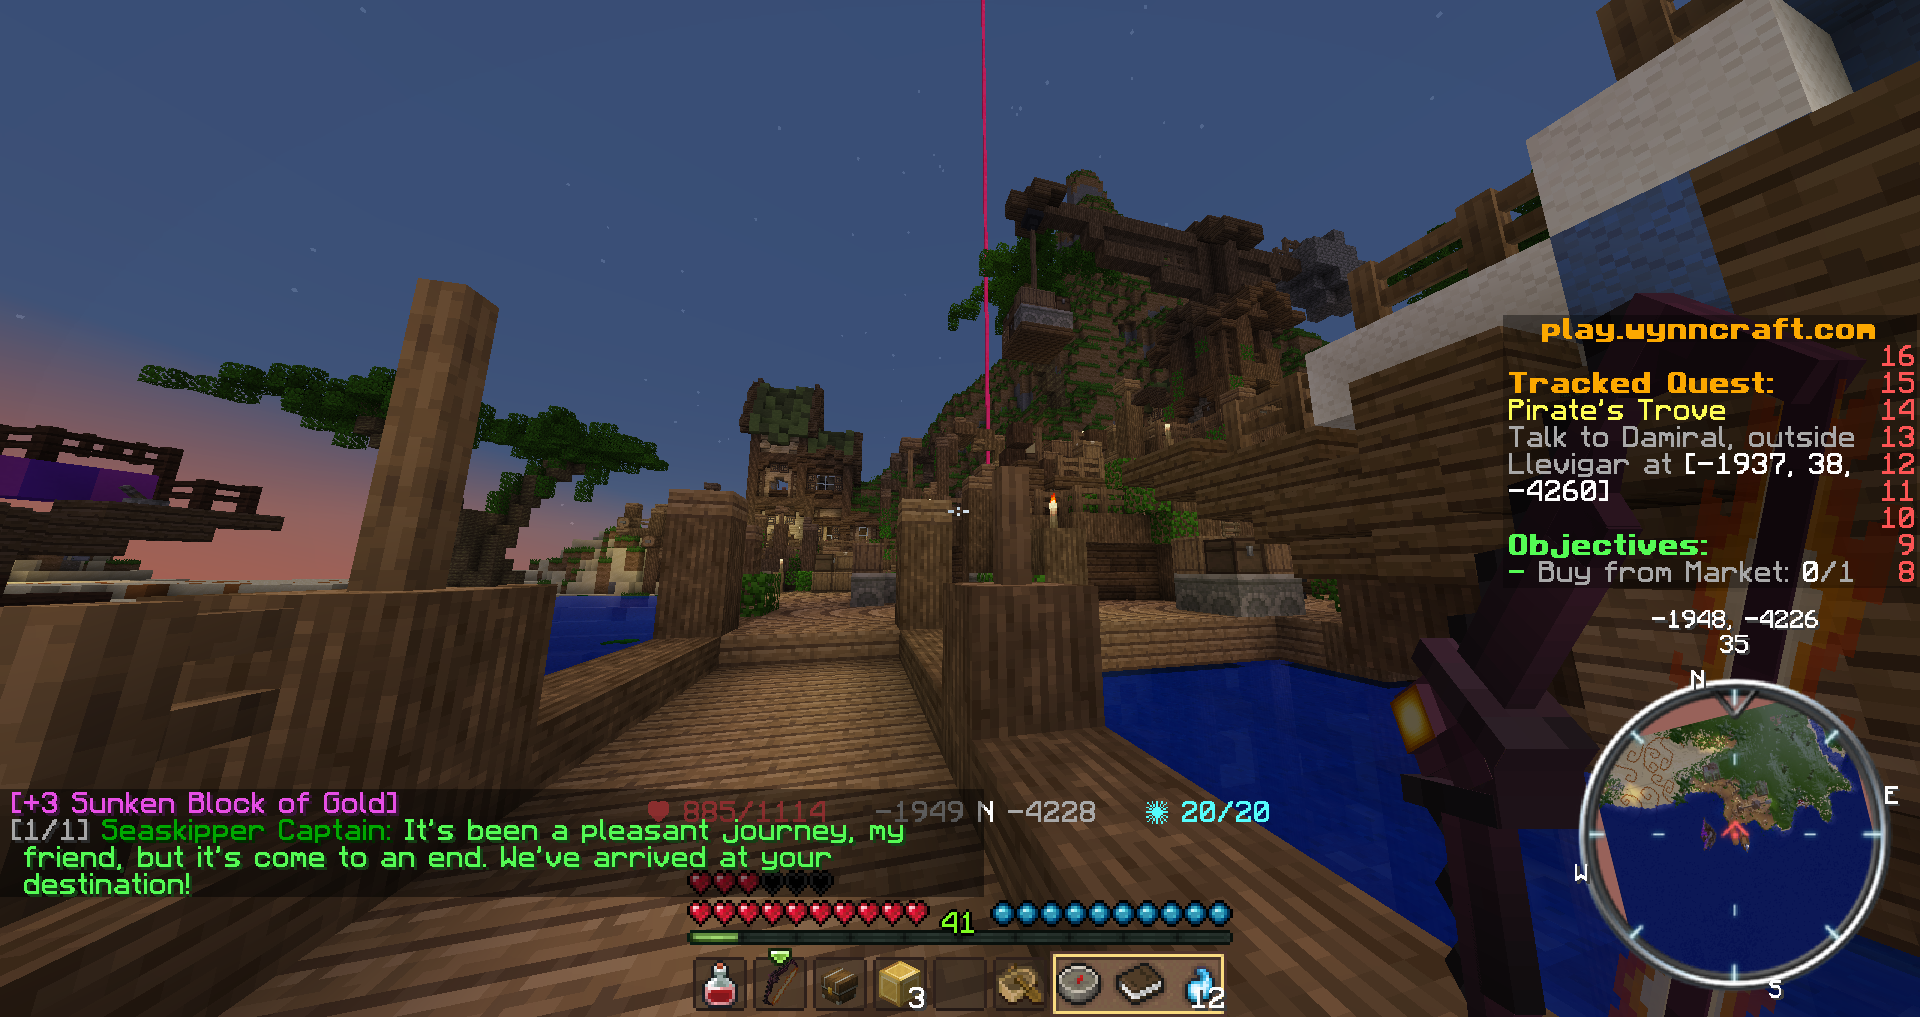 play.wynncraft.com
16
Tracked Quest: 15
Pirate's Trove 14
Talk to Damiral, outside 13
Llevigar at [-1937, 38, 12
-4260] 11
10
Objectives: 9
- Buy from Market: 0/1 8
-1948, -4226
35
N
E
W
S
[+3 Sunken Block of Gold]
885/1114 -1949 N -4228 20/20
[1/1] Seaskipper Captain: It's been a pleasant journey, my
friend, but it's come to an end. We've arrived at your
destination!
41
3
12